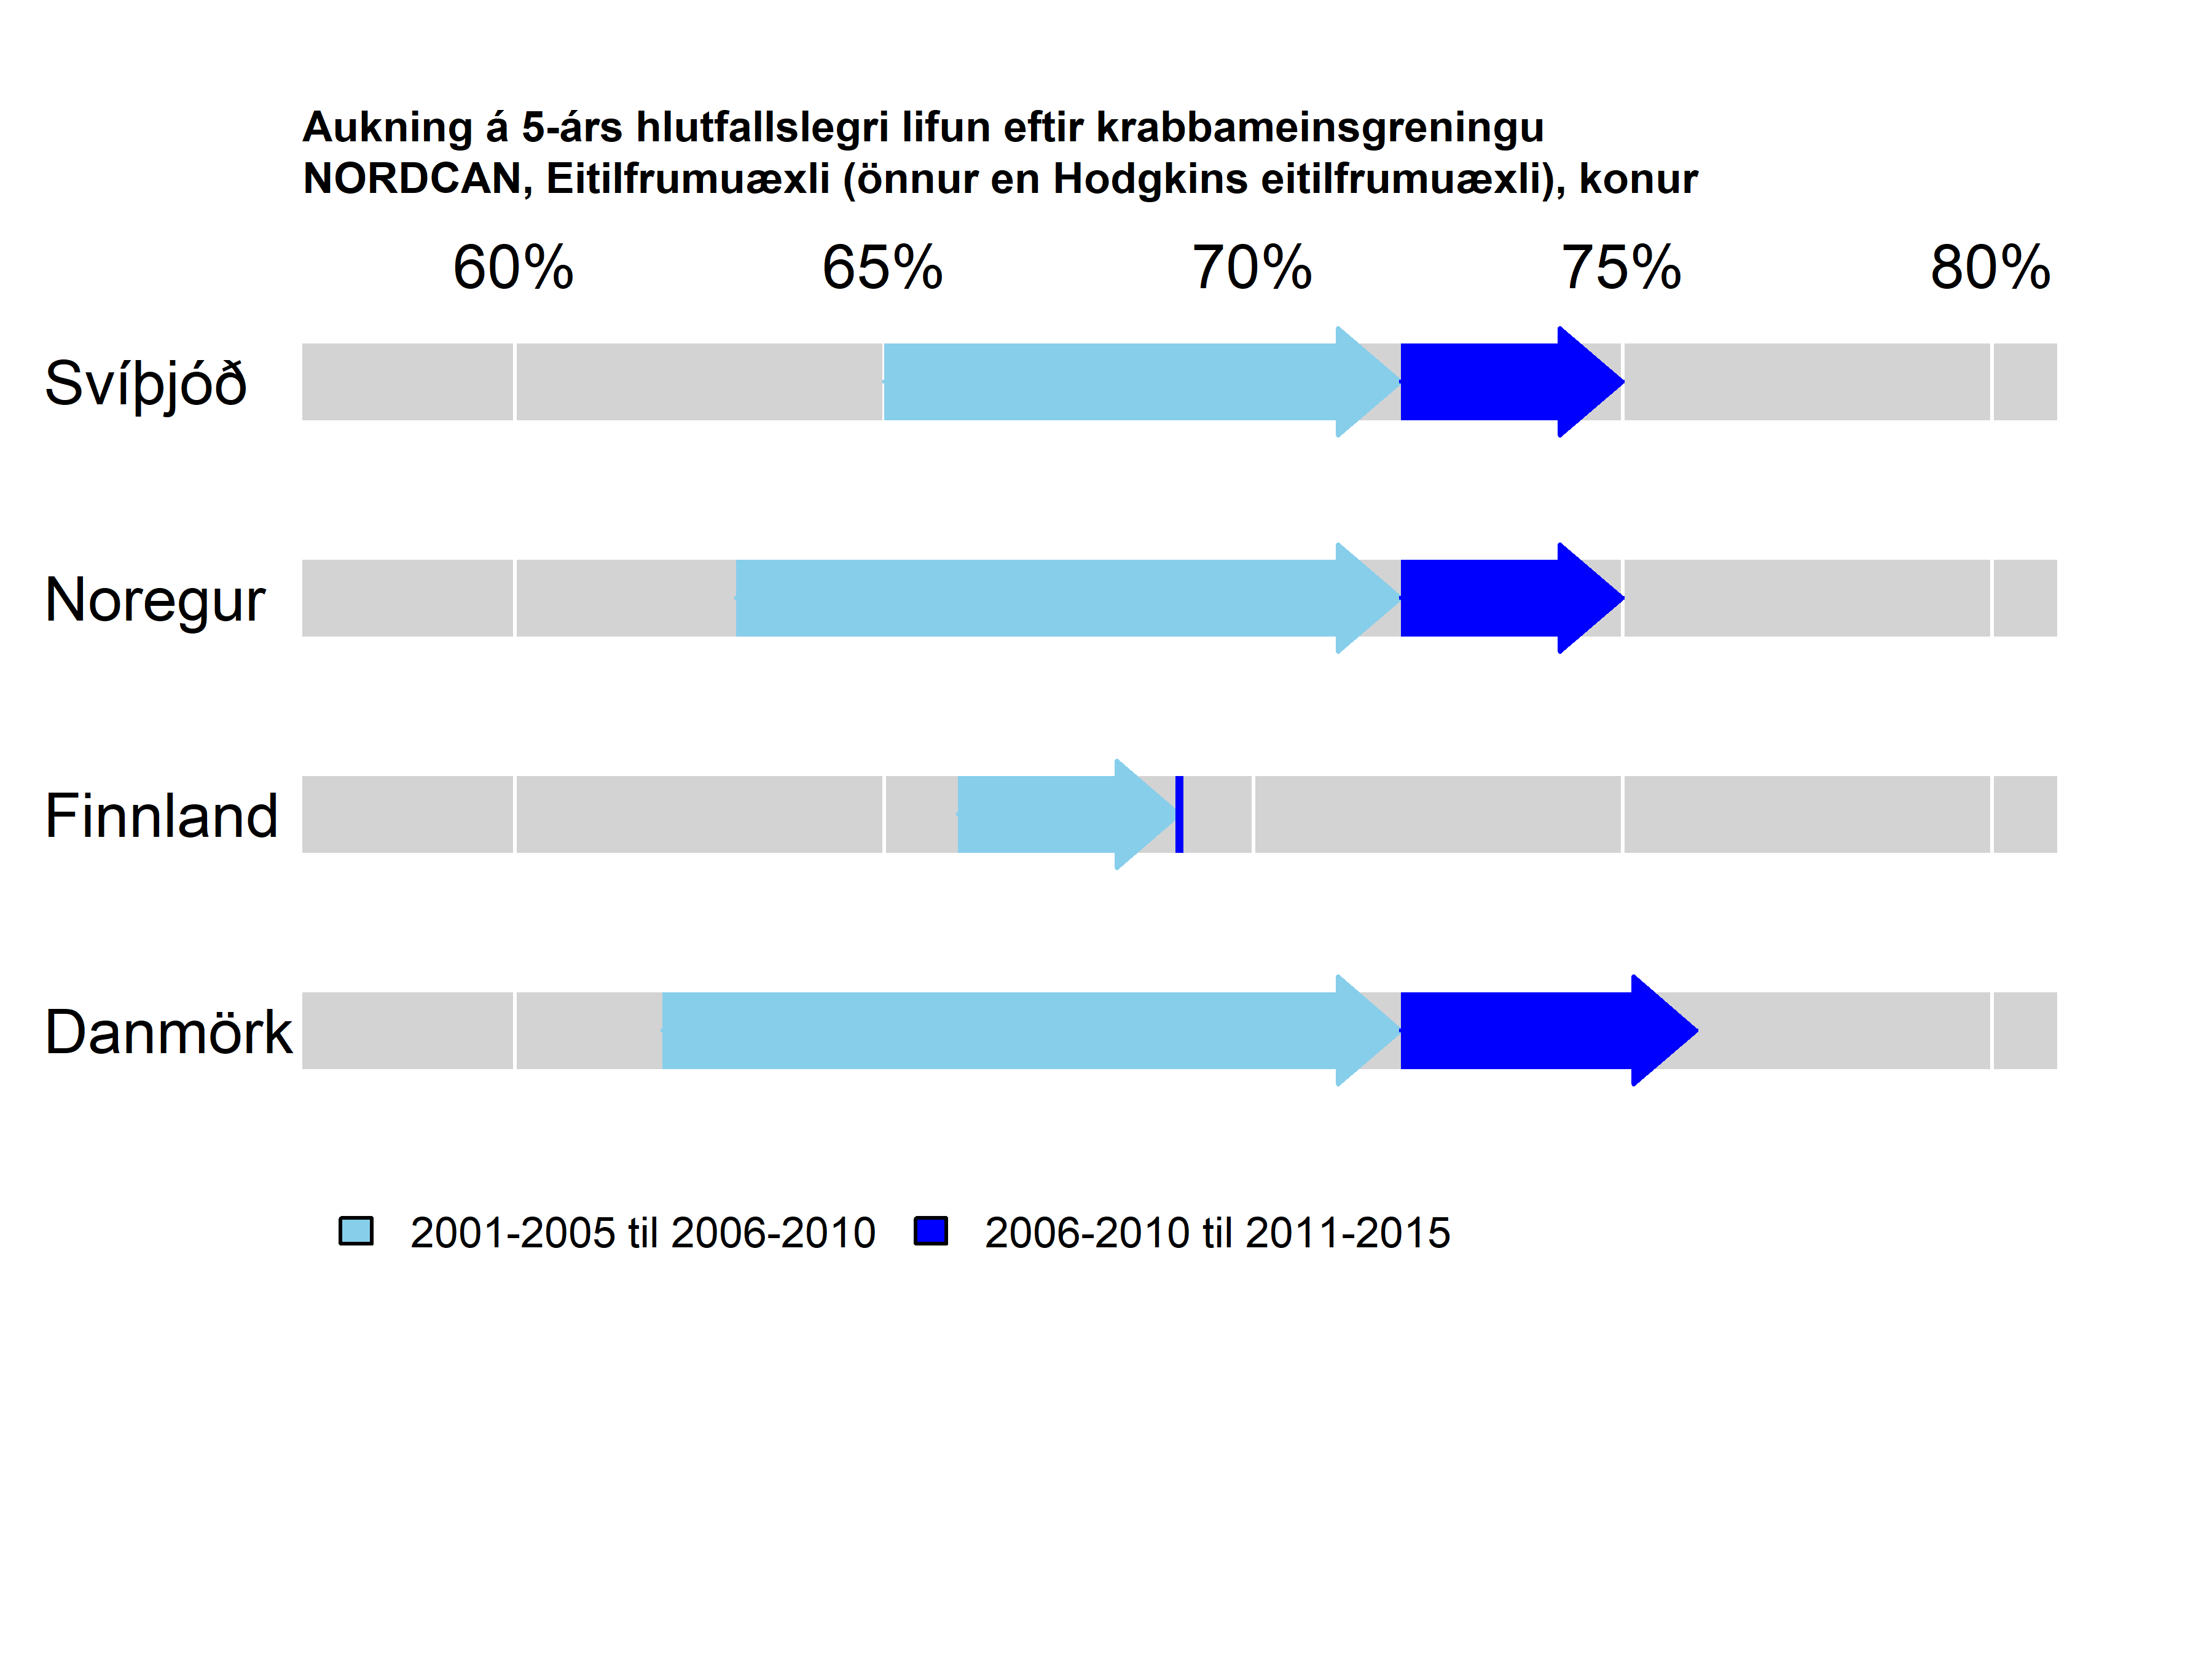 Aukning á 5-árs hlutfallslegri lifun eftir krabbameinsgreningu
NORDCAN, Eitilfrumuæxli (önnur en Hodgkins eitilfrumuæxli), konur
60% 65% 70% 75% 80%
Svíþjóð
Noregur
Finnland
Danmörk
2001-2005 til 2006-2010 2006-2010 til 2011-2015